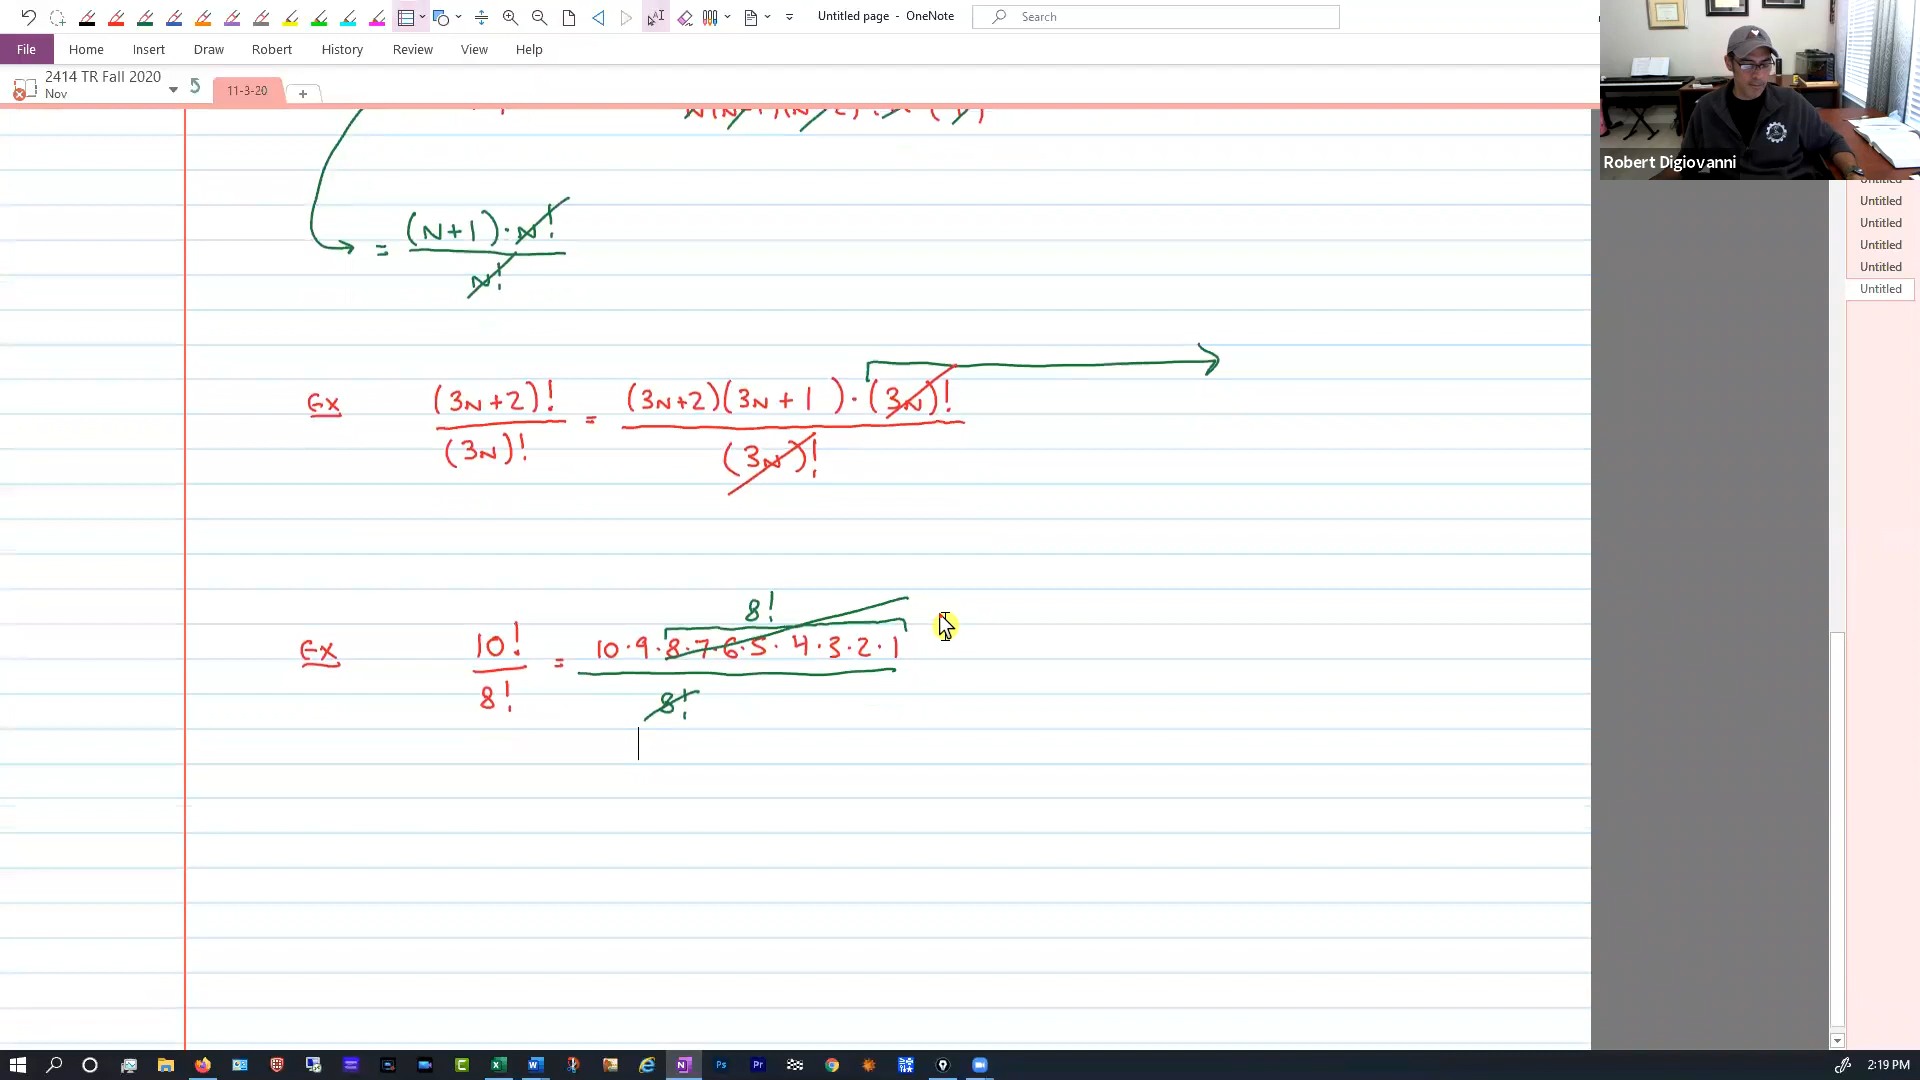 Untitled page - OneNote
Search
File Home Insert Draw Robert History Review View Help
2414 TR Fall 2020
Nov
11-3-20 +
Robert Digiovanni
Untitled
Untitled
Untitled
Untitled
Untitled
= (N+1)·N!
N!
Ex (3N+2)! = (3N+2)(3N+1)·(3N)!
(3N)! (3N)!
8!
Ex 10! = 10·9·8·7·6·5·4·3·2·1
8! 8!
2:19 PM